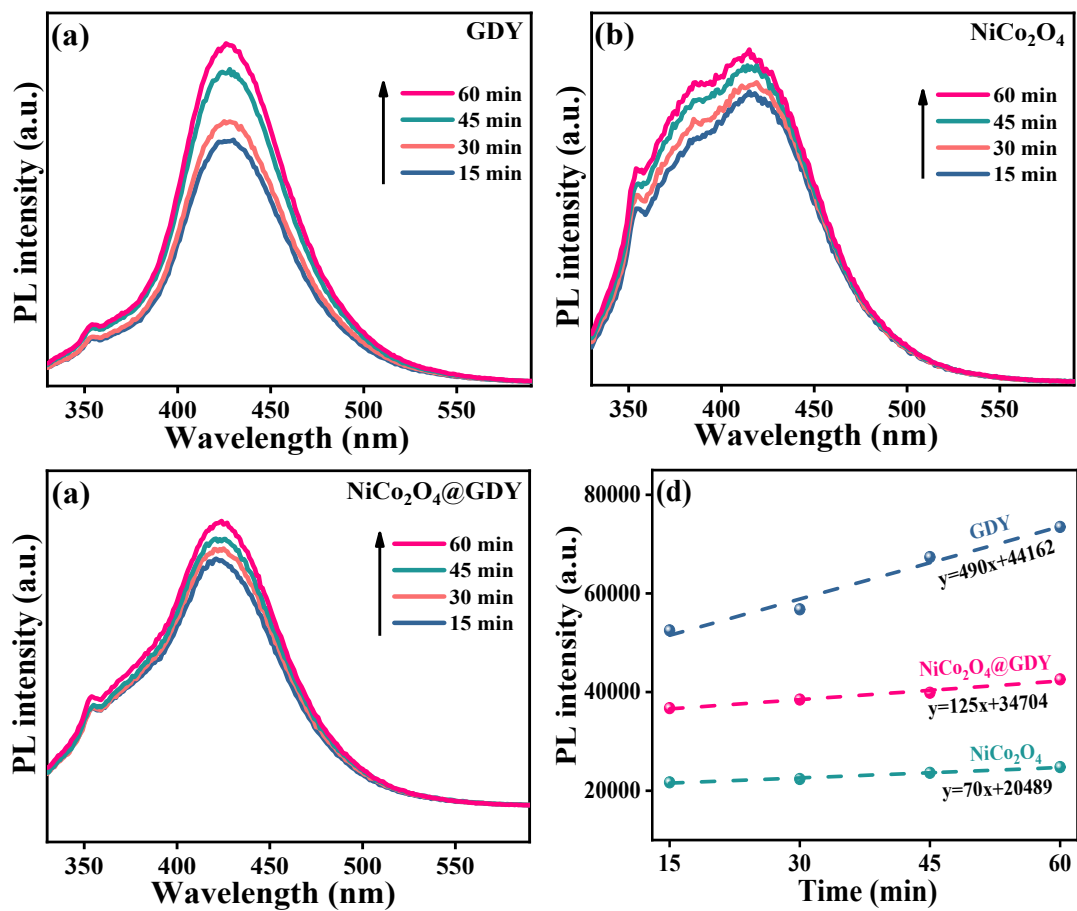 (a)
GDY
60 min
45 min
30 min
15 min
PL intensity (a.u.)
350 400 450 500 550
Wavelength (nm)
(b)
NiCo₂O₄
60 min
45 min
30 min
15 min
PL intensity (a.u.)
350 400 450 500 550
Wavelength (nm)
(a)
NiCo₂O₄@GDY
60 min
45 min
30 min
15 min
PL intensity (a.u.)
350 400 450 500 550
Wavelength (nm)
(d)
80000
60000
40000
20000
PL intensity (a.u.)
GDY
y=490x+44162
NiCo₂O₄@GDY
y=125x+34704
NiCo₂O₄
y=70x+20489
15 30 45 60
Time (min)